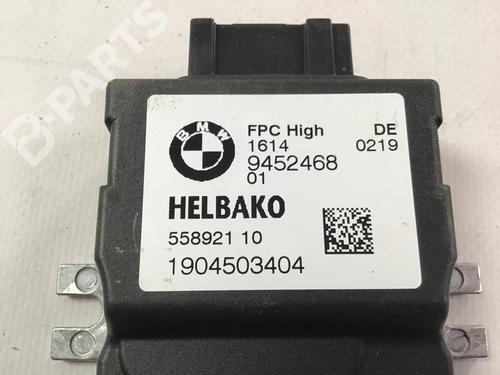 B-PARTS
BMW
FPC High DE
1614 0219
9452468
01
HELBAKO
558921 10
1904503404